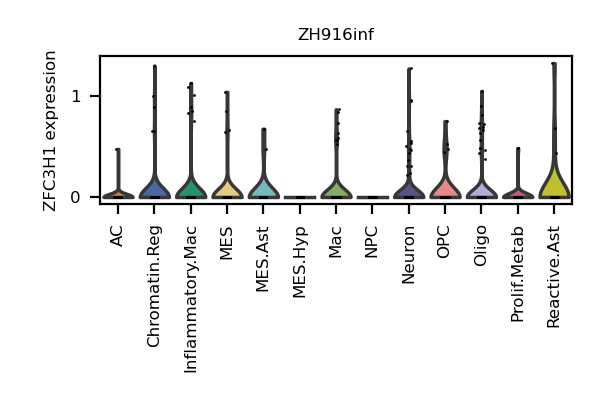 ZH916inf
ZFC3H1 expression
1
0
AC
Chromatin.Reg
Inflammatory.Mac
MES
MES.Ast
MES.Hyp
Mac
NPC
Neuron
OPC
Oligo
Prolif.Metab
Reactive.Ast